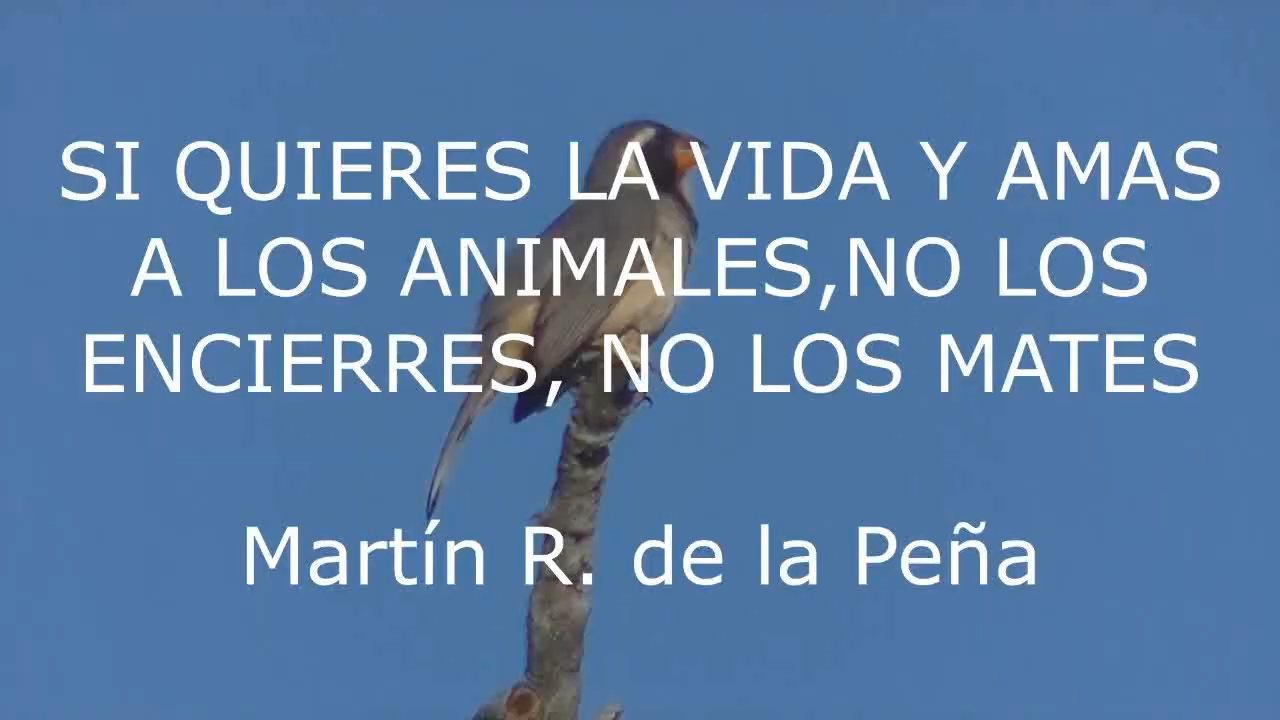 SI QUIERES LA VIDA Y AMAS
A LOS ANIMALES,NO LOS
ENCIERRES, NO LOS MATES
Martín R. de la Peña